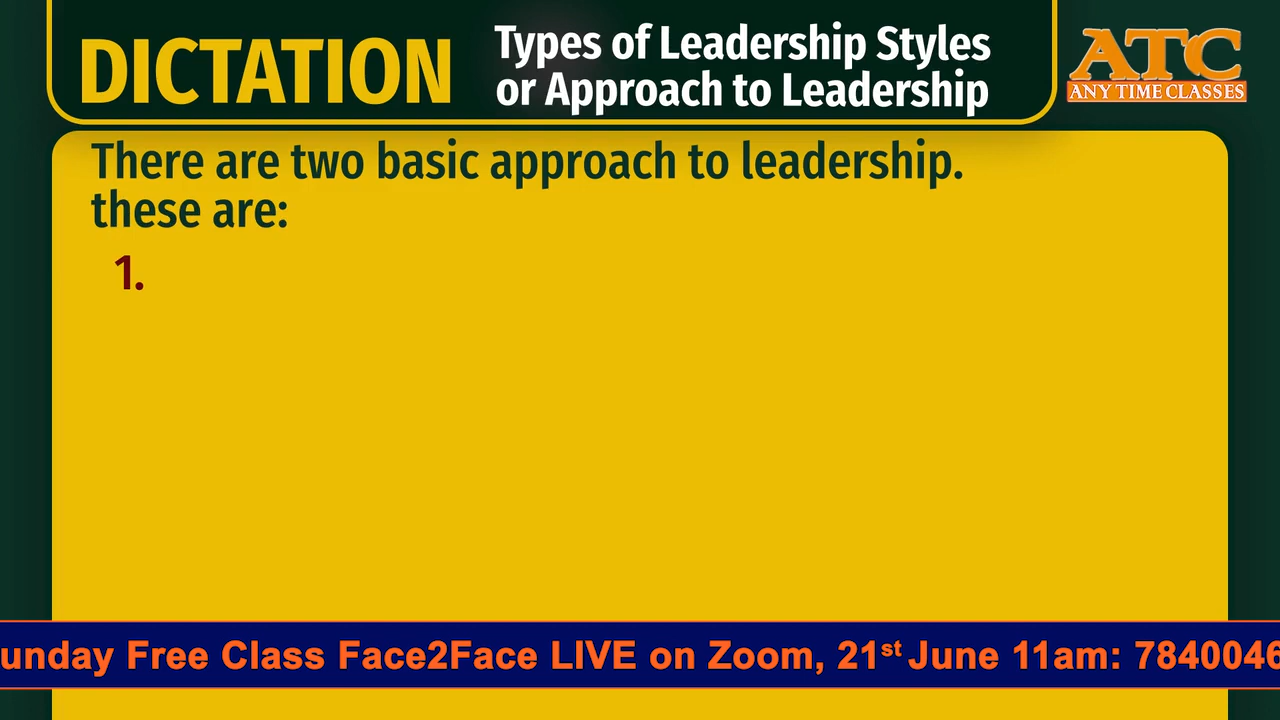 DICTATION
Types of Leadership Styles
or Approach to Leadership
ATC
ANY TIME CLASSES
There are two basic approach to leadership.
these are:
1.
unday Free Class Face2Face LIVE on Zoom, 21st June 11am: 7840046